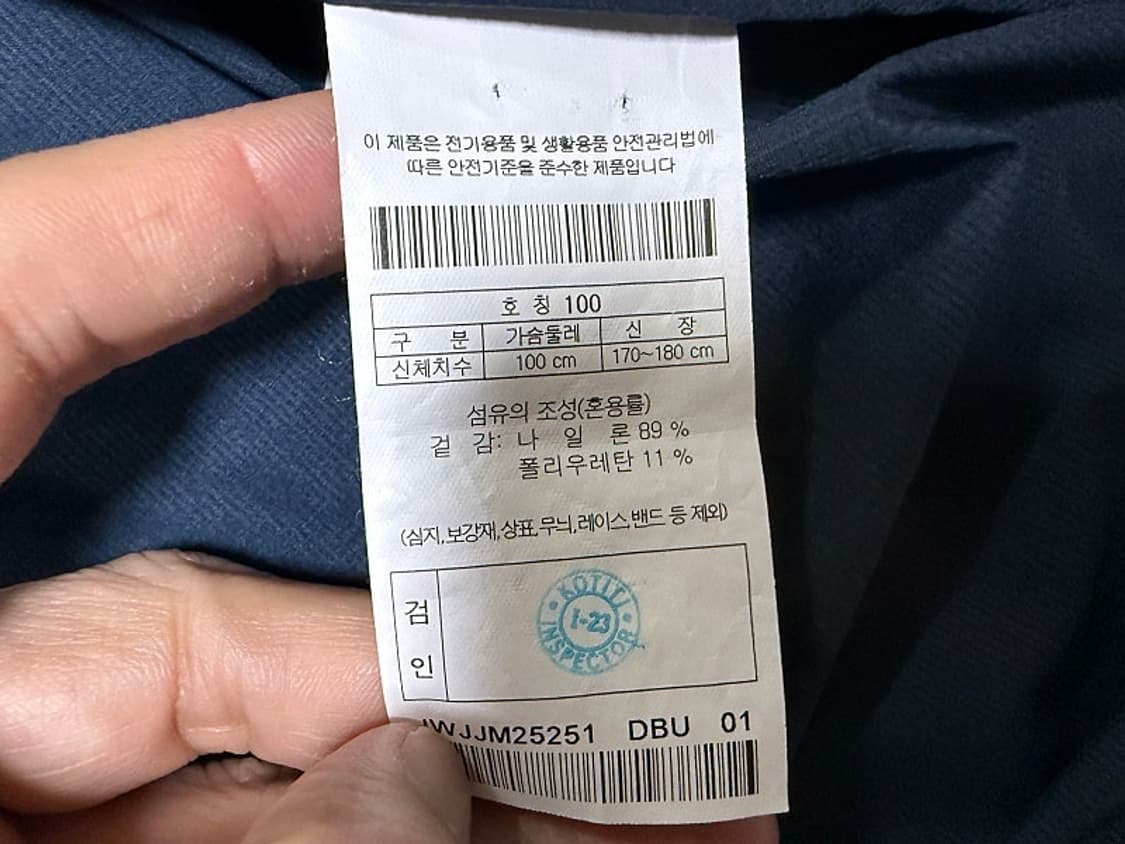 이 제품은 전기용품 및 생활용품 안전관리법에
따른 안전기준을 준수한 제품입니다
호 칭 100
구 분 가슴둘레 신 장
신체치수 100 cm 170~180 cm
섬유의 조성(혼용률)
겉 감: 나 일 론 89 %
폴리우레탄 11 %
(심지,보강재,상표,무늬,레이스,밴드 등 제외)
검
인
KOTITI
I-23
INSPECTOR
JWJJM25251 DBU 01